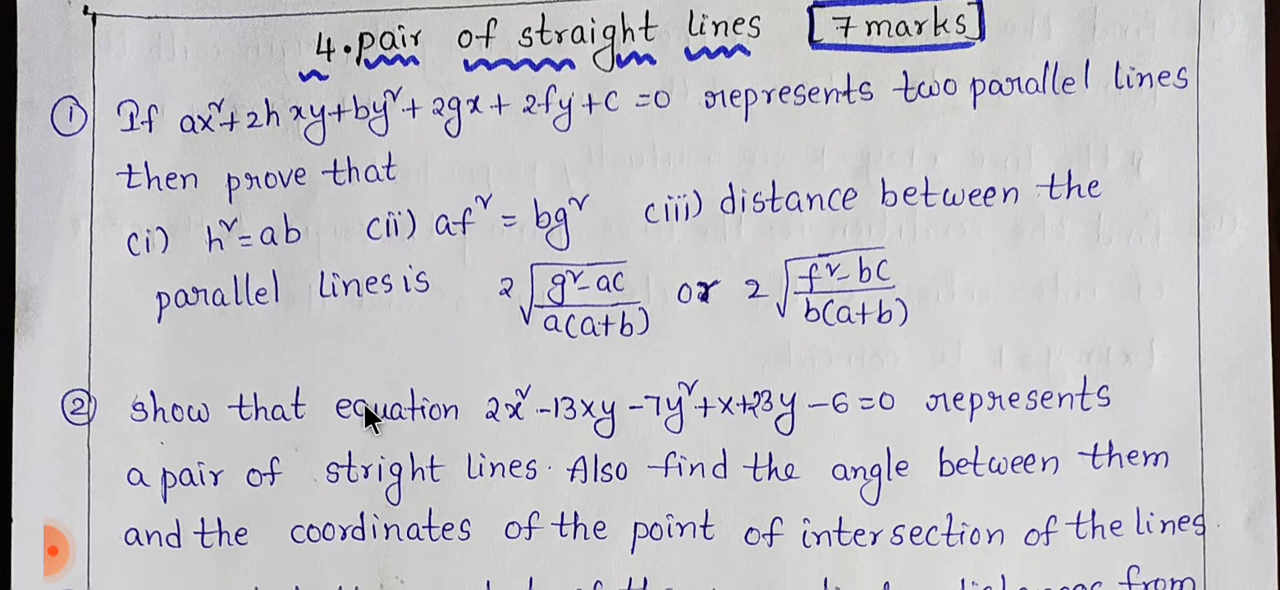 4. pair of straight lines [7 marks]
① If ax²+2hxy+by²+2gx+2fy+c=0 represents two parallel lines
then prove that
(i) h²=ab (ii) af²=bg² (iii) distance between the
parallel lines is 2√(g²-ac / a(a+b)) or 2√(f²-bc / b(a+b))
② show that equation 2x²-13xy-7y²+x+23y-6=0 represents
a pair of stright lines. Also find the angle between them
and the coordinates of the point of intersection of the lines.
from